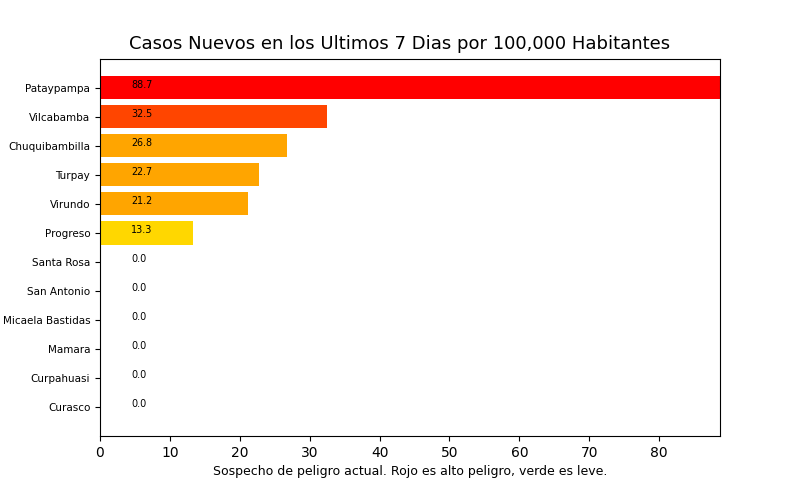 Casos Nuevos en los Ultimos 7 Dias por 100,000 Habitantes
Pataypampa 88.7
Vilcabamba 32.5
Chuquibambilla 26.8
Turpay 22.7
Virundo 21.2
Progreso 13.3
Santa Rosa 0.0
San Antonio 0.0
Micaela Bastidas 0.0
Mamara 0.0
Curpahuasi 0.0
Curasco 0.0
0 10 20 30 40 50 60 70 80
Sospecho de peligro actual. Rojo es alto peligro, verde es leve.